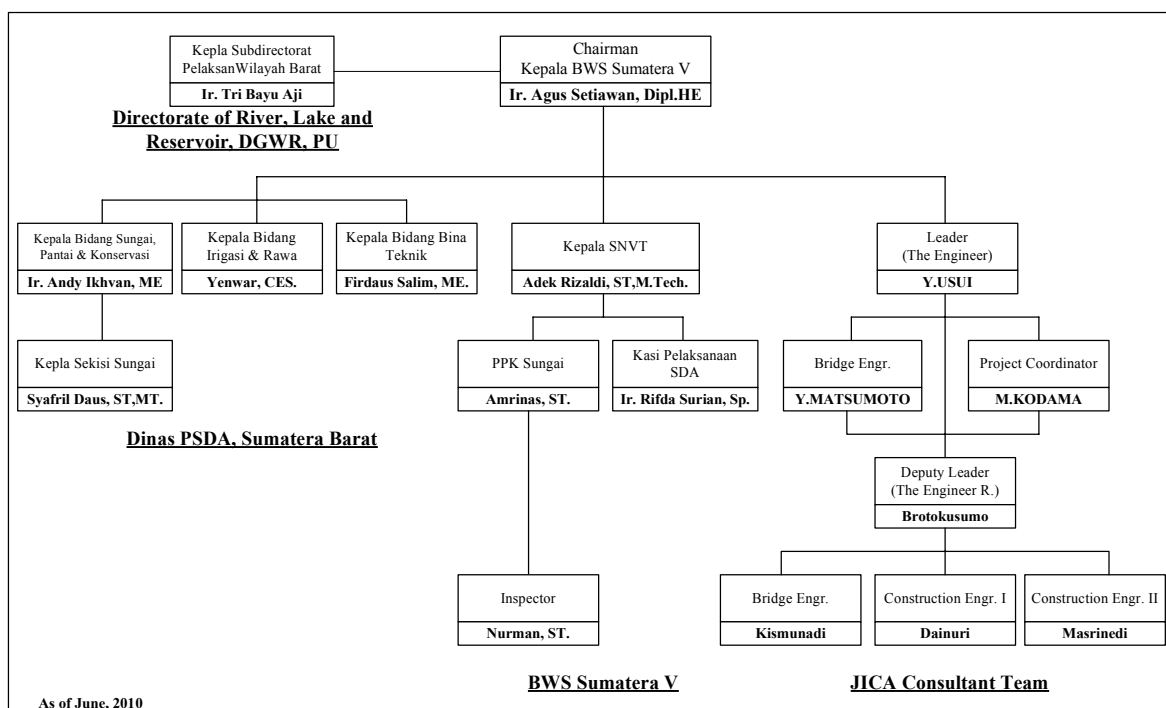 Kepla Subdirectorat
PelaksanWilayah Barat
Ir. Tri Bayu Aji
Chairman
Kepala BWS Sumatera V
Ir. Agus Setiawan, Dipl.HE
Directorate of River, Lake and
Reservoir, DGWR, PU
Kepala Bidang Sungai,
Pantai & Konservasi
Ir. Andy Ikhvan, ME
Kepala Bidang
Irigasi & Rawa
Yenwar, CES.
Kepala Bidang Bina
Teknik
Firdaus Salim, ME.
Kepala SNVT
Adek Rizaldi, ST,M.Tech.
Leader
(The Engineer)
Y.USUI
Kepla Sekisi Sungai
Syafril Daus, ST,MT.
PPK Sungai
Amrinas, ST.
Kasi Pelaksanaan
SDA
Ir. Rifda Surian, Sp.
Bridge Engr.
Y.MATSUMOTO
Project Coordinator
M.KODAMA
Dinas PSDA, Sumatera Barat
Deputy Leader
(The Engineer R.)
Brotokusumo
Inspector
Nurman, ST.
Bridge Engr.
Kismunadi
Construction Engr. I
Dainuri
Construction Engr. II
Masrinedi
BWS Sumatera V
JICA Consultant Team
As of June, 2010